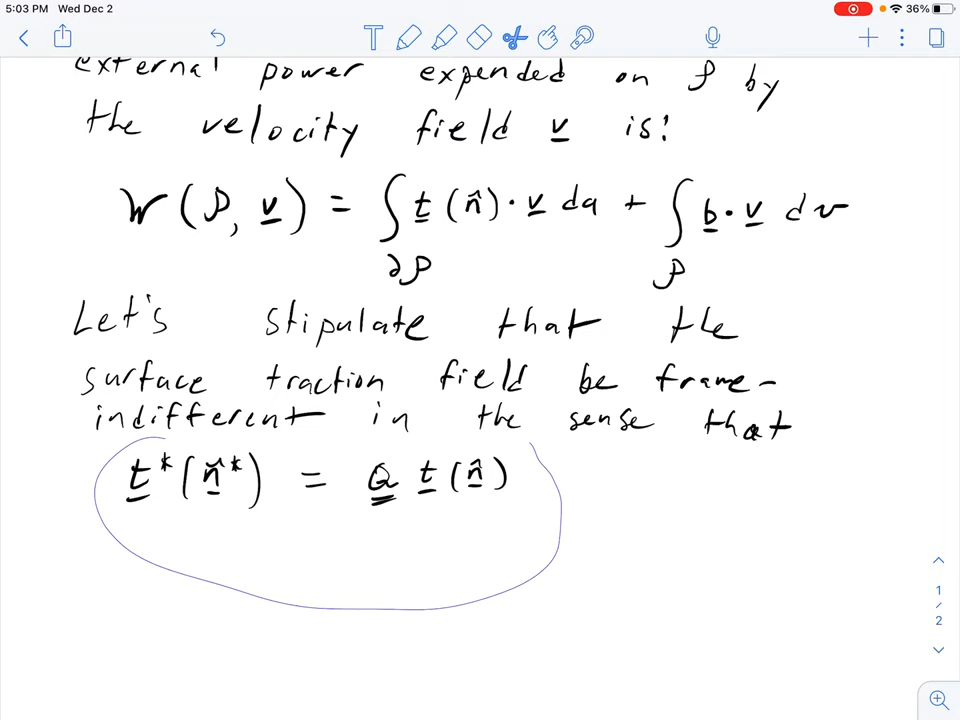 5:03 PM Wed Dec 2
36%
external power expended on 𝒫 by
the velocity field v̲ is:
W(𝒫, v̲) = ∫_∂𝒫 t̲(n̂)·v̲ da + ∫_𝒫 b̲·v̲ dv
Let's stipulate that the
surface traction field be frame-
indifferent in the sense that
t̲*(n̲̂*) = Q̳ t̲(n̲̂)
1
/
2